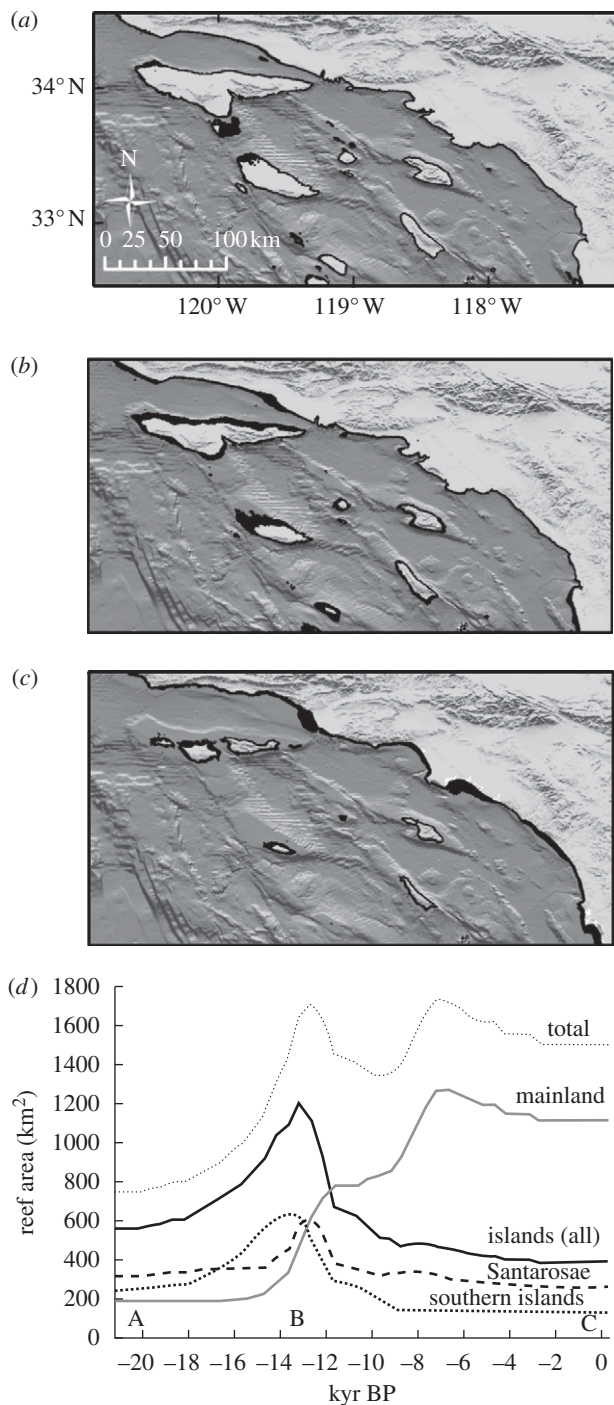 (a)
34° N
N
33° N
0 25 50 100 km
120° W 119° W 118° W
(b)
(c)
(d)
1800
1600
1400
1200
1000
800
600
400
200
0
reef area (km²)
total
mainland
islands (all)
Santarosae
southern islands
A B C
–20 –18 –16 –14 –12 –10 –8 –6 –4 –2 0
kyr BP